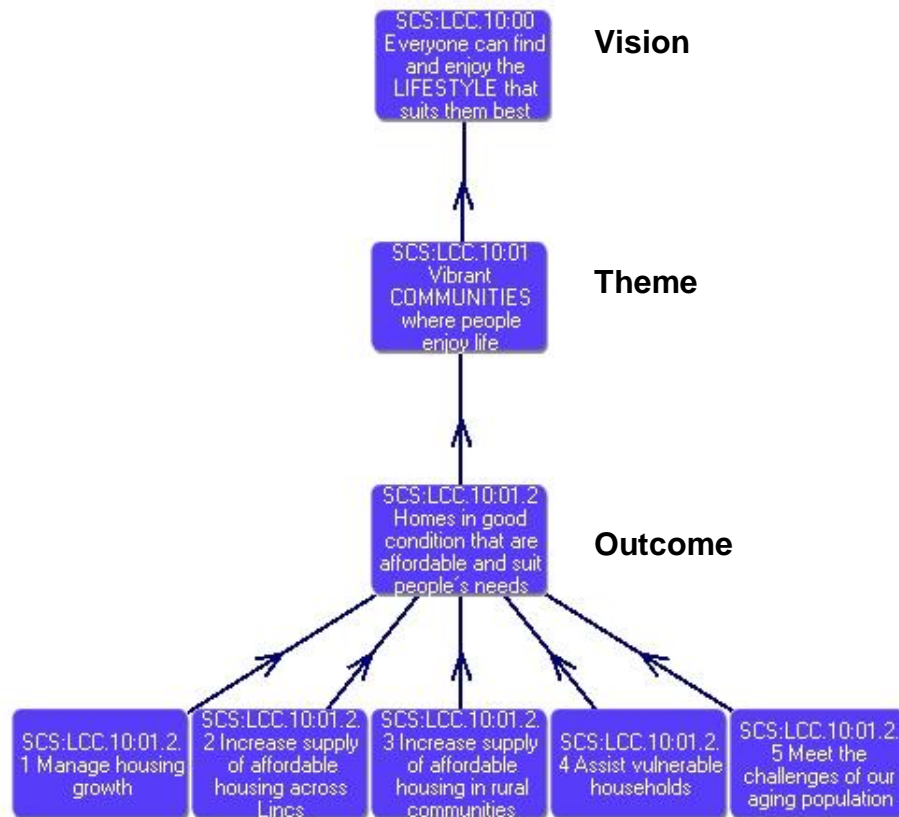 SCS:LCC.10:00
Everyone can find
and enjoy the
LIFESTYLE that
suits them best
Vision
SCS:LCC.10:01
Vibrant
COMMUNITIES
where people
enjoy life
Theme
SCS:LCC.10:01.2
Homes in good
condition that are
affordable and suit
people´s needs
Outcome
SCS:LCC.10:01.2.
1 Manage housing
growth
SCS:LCC.10:01.2.
2 Increase supply
of affordable
housing across
Lincs
SCS:LCC.10:01.2.
3 Increase supply
of affordable
housing in rural
communities
SCS:LCC.10:01.2.
4 Assist vulnerable
households
SCS:LCC.10:01.2.
5 Meet the
challenges of our
aging population